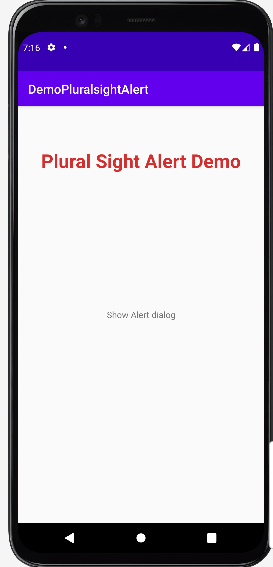 7:16
DemoPluralsightAlert
Plural Sight Alert Demo
Show Alert dialog